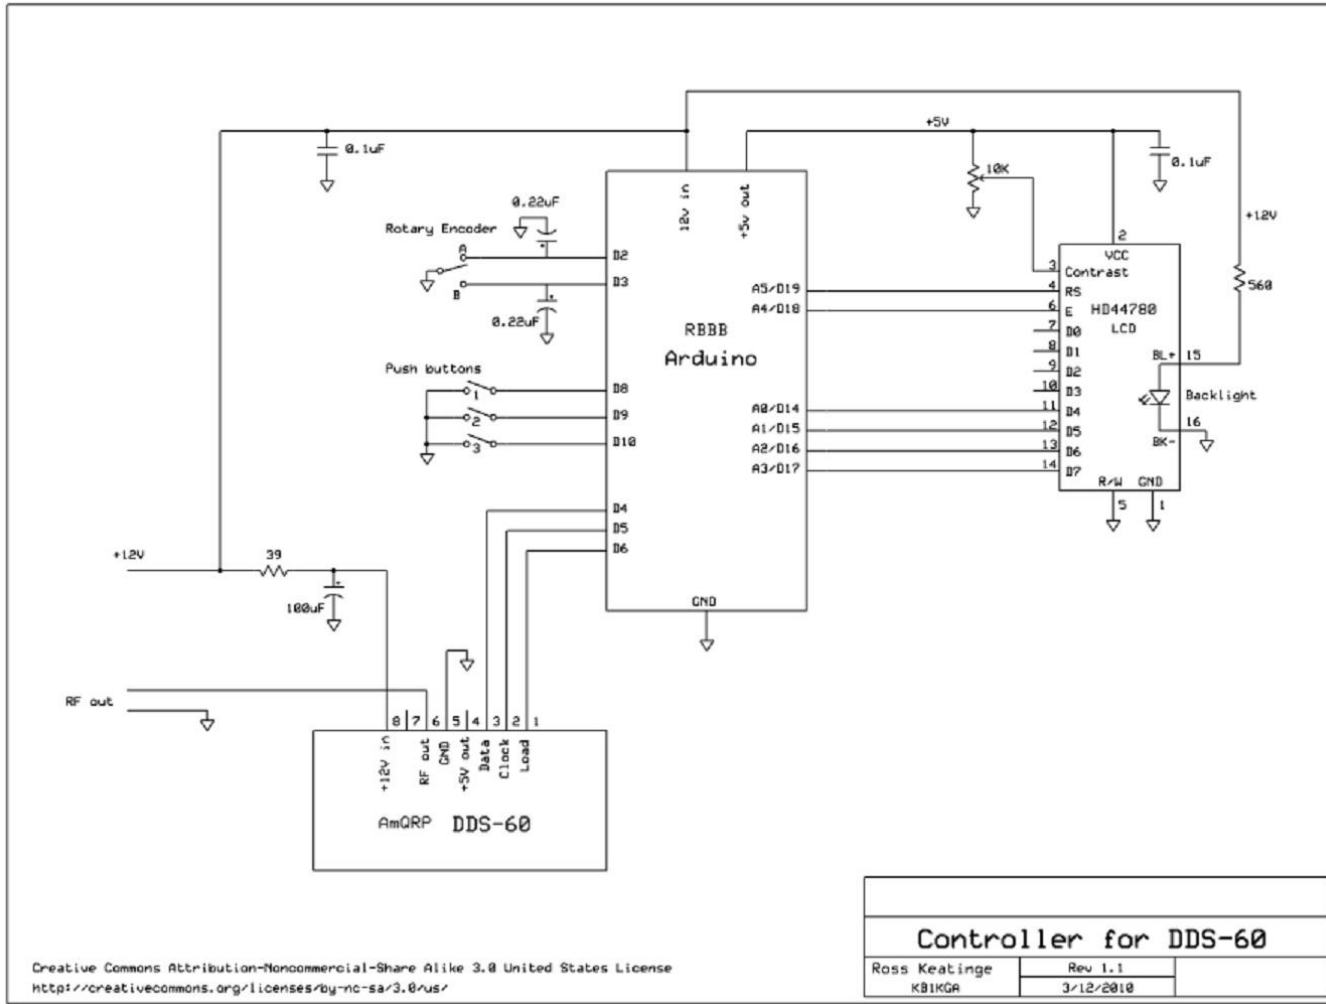 +5V
0.1uF
10K
0.1uF
12v in
+5v out
0.22uF
Rotary Encoder
A
B
0.22uF
D2
D3
+12V
2
VCC
3
Contrast
A5/D19
4
RS
A4/D18
6
E
HD44780
LCD
560
7
D0
8
D1
9
D2
10
D3
RBBB
Arduino
BL+
15
Backlight
16
BK-
Push buttons
1
2
3
D8
D9
D10
A0/D14
11
D4
A1/D15
12
D5
A2/D16
13
D6
A3/D17
14
D7
R/W
GND
5
1
D4
D5
D6
+12V
39
100uF
GND
RF out
8
7
6
5
4
3
2
1
+12V in
RF out
GND
+5V out
Data
Clock
Load
AmQRP DDS-60
Controller for DDS-60
Ross Keatinge
KB1KGA
Rev 1.1
3/12/2010
Creative Commons Attribution-Noncommercial-Share Alike 3.0 United States License
http://creativecommons.org/licenses/by-nc-sa/3.0/us/